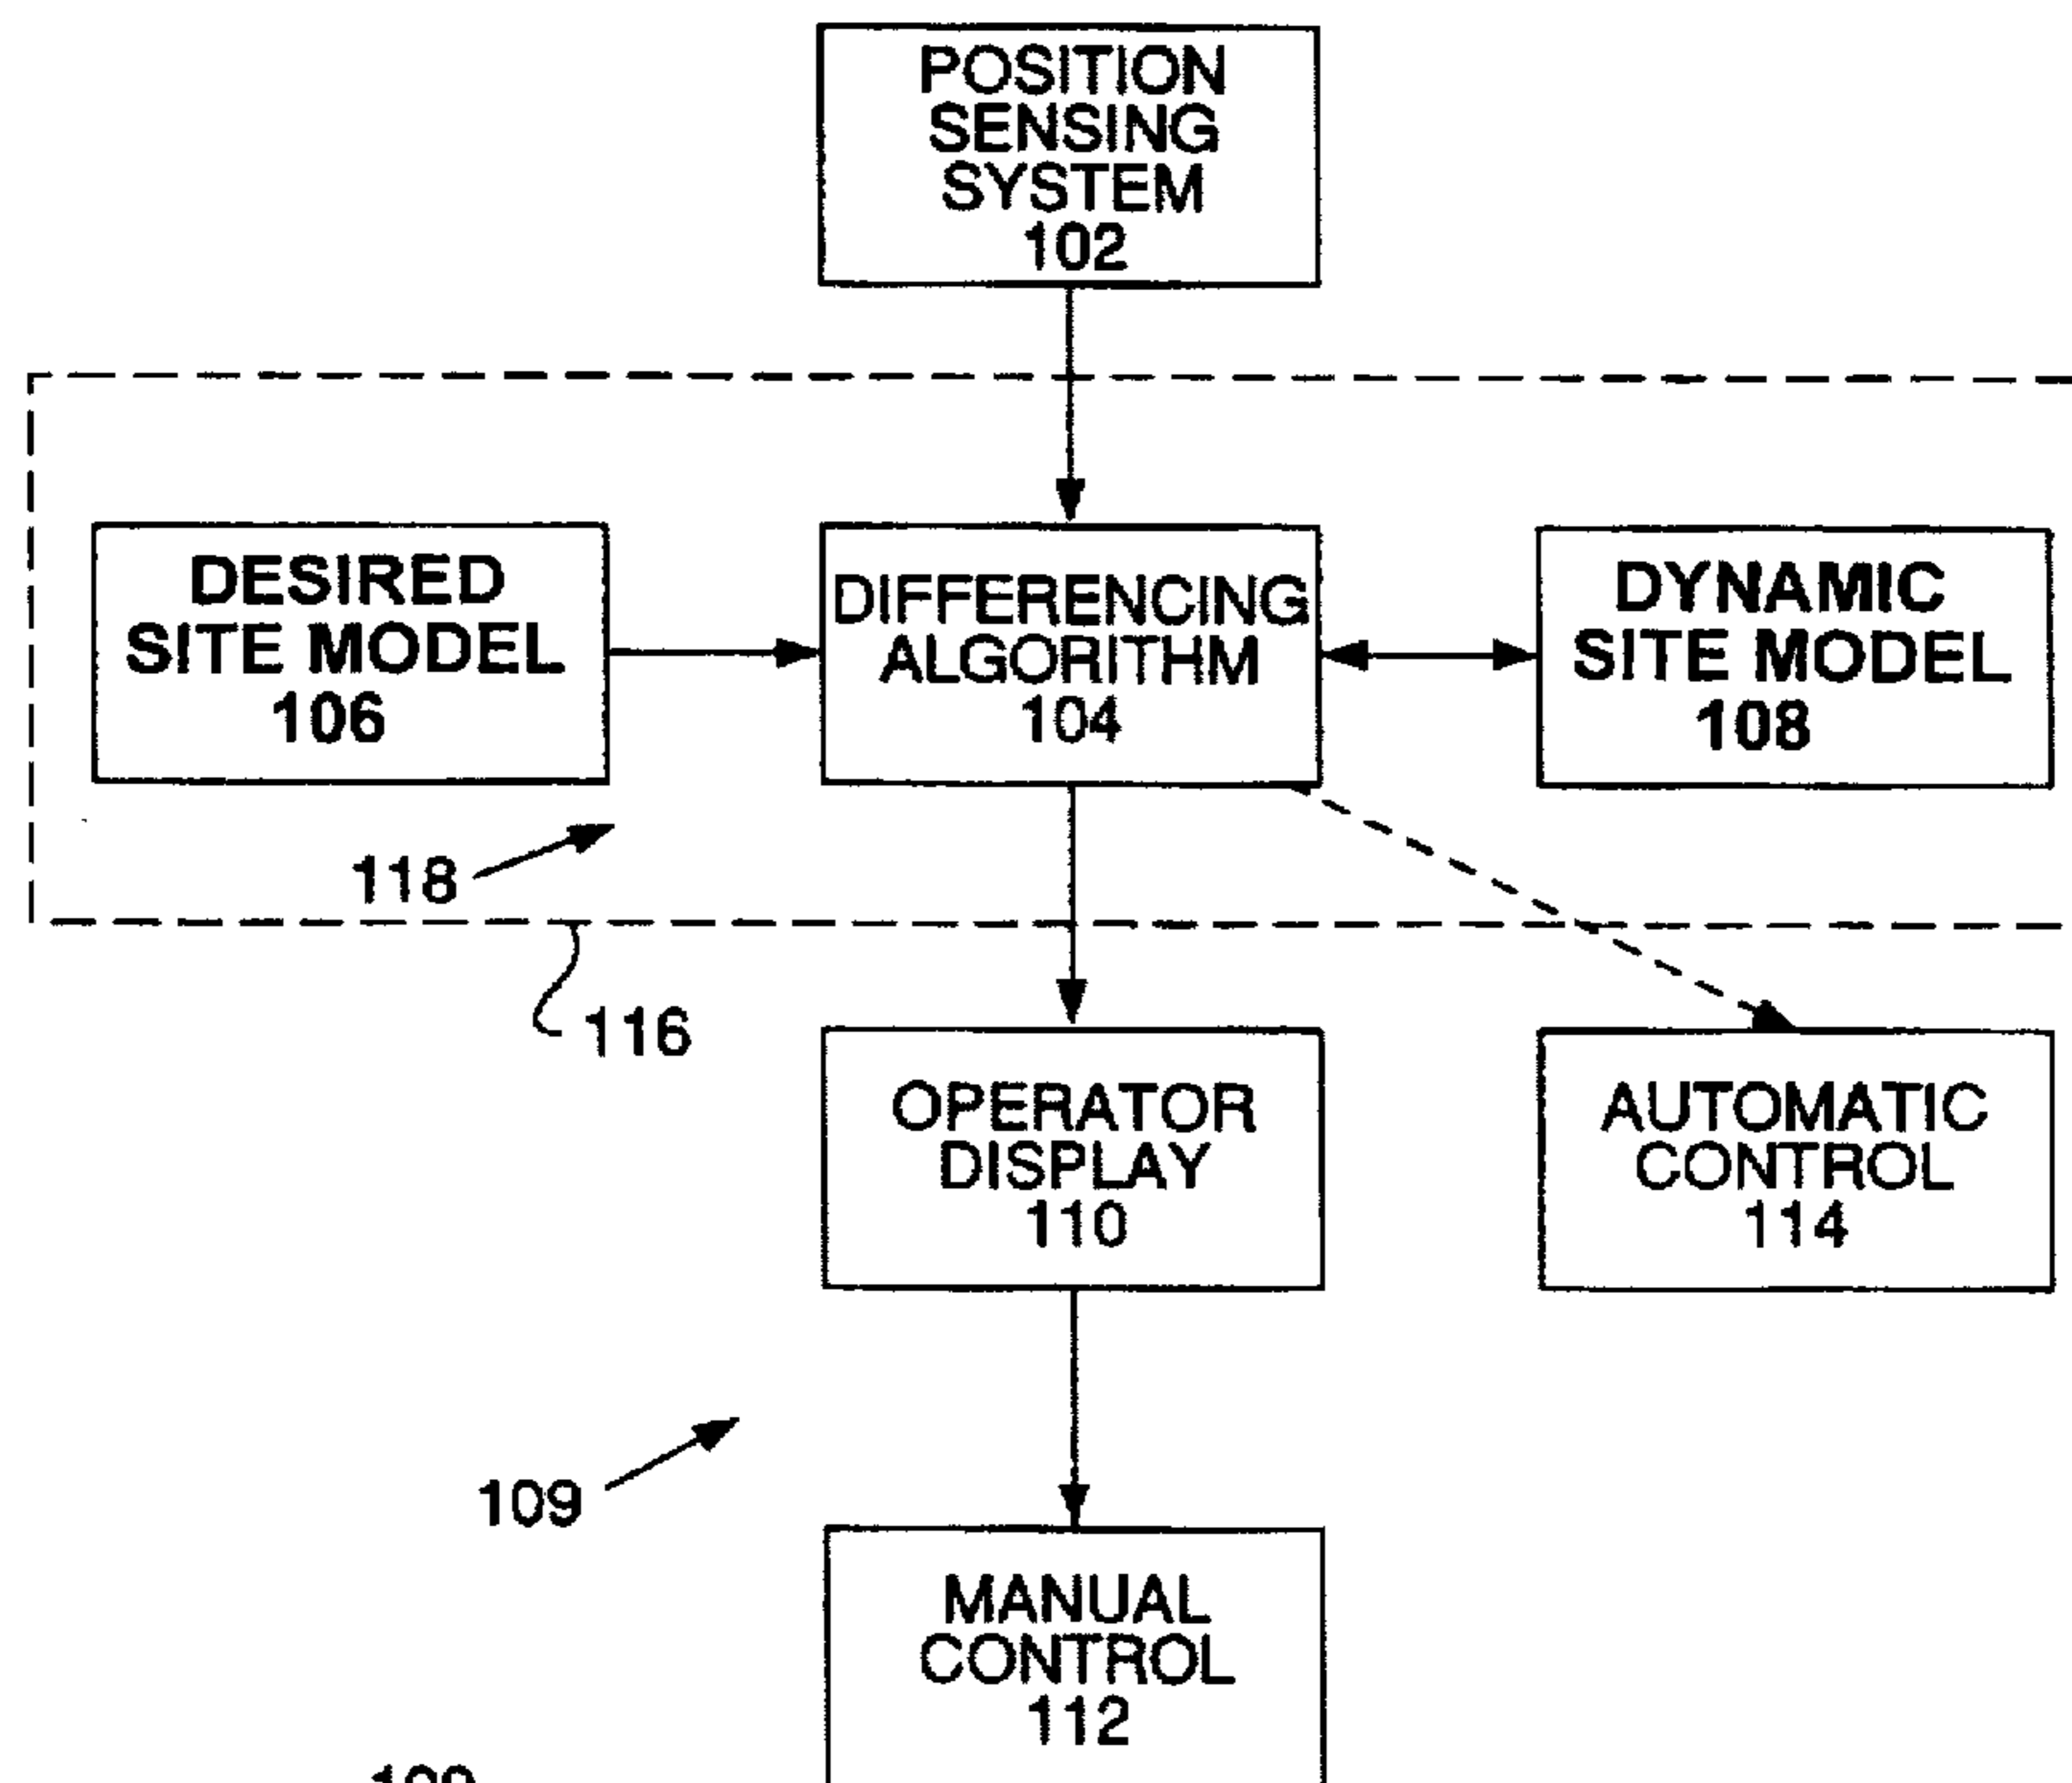 POSITION
SENSING
SYSTEM
102
DESIRED
SITE MODEL
106
DIFFERENCING
ALGORITHM
104
DYNAMIC
SITE MODEL
108
118
116
OPERATOR
DISPLAY
110
AUTOMATIC
CONTROL
114
109
MANUAL
CONTROL
112